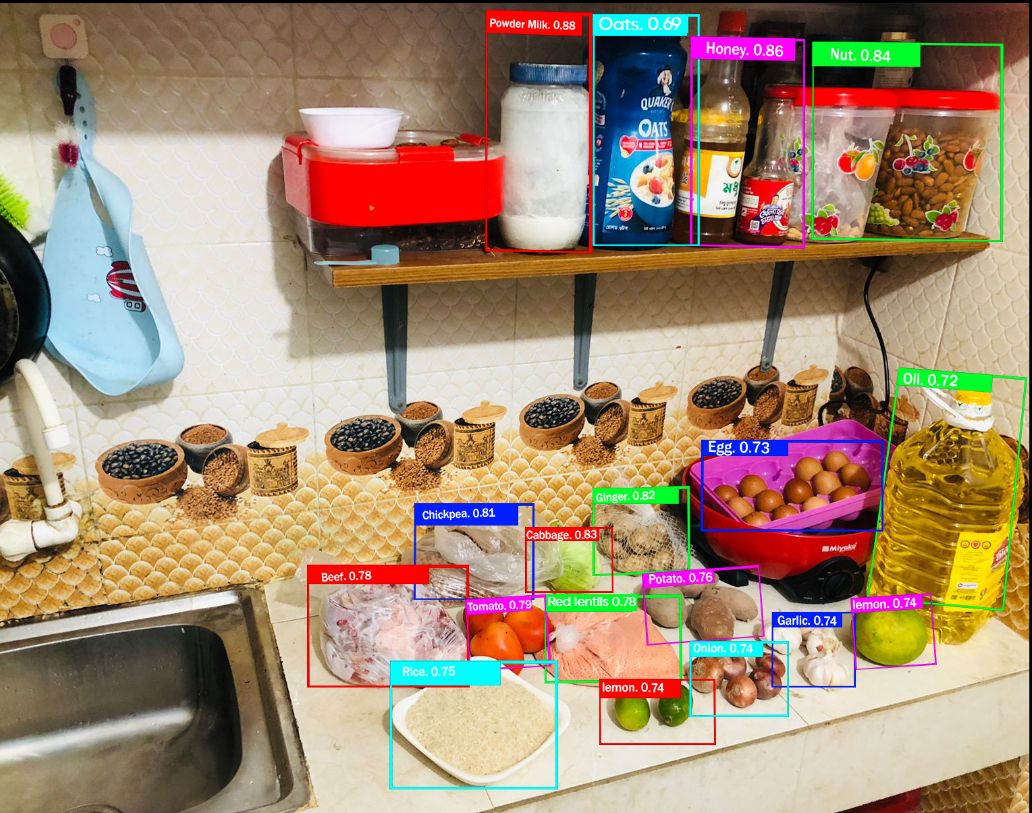 Powder Milk. 0.88
Oats. 0.69
Honey. 0.86
Nut. 0.84
QUAKER
OATS
মধু
Oil. 0.72
Egg. 0.73
Ginger. 0.82
Chickpea. 0.81
Cabbage. 0.83
Miyako
Beef. 0.78
Potato. 0.76
Tomato. 0.79
Red lentils 0.78
lemon. 0.74
Garlic. 0.74
Onion. 0.74
Rice. 0.75
lemon. 0.74